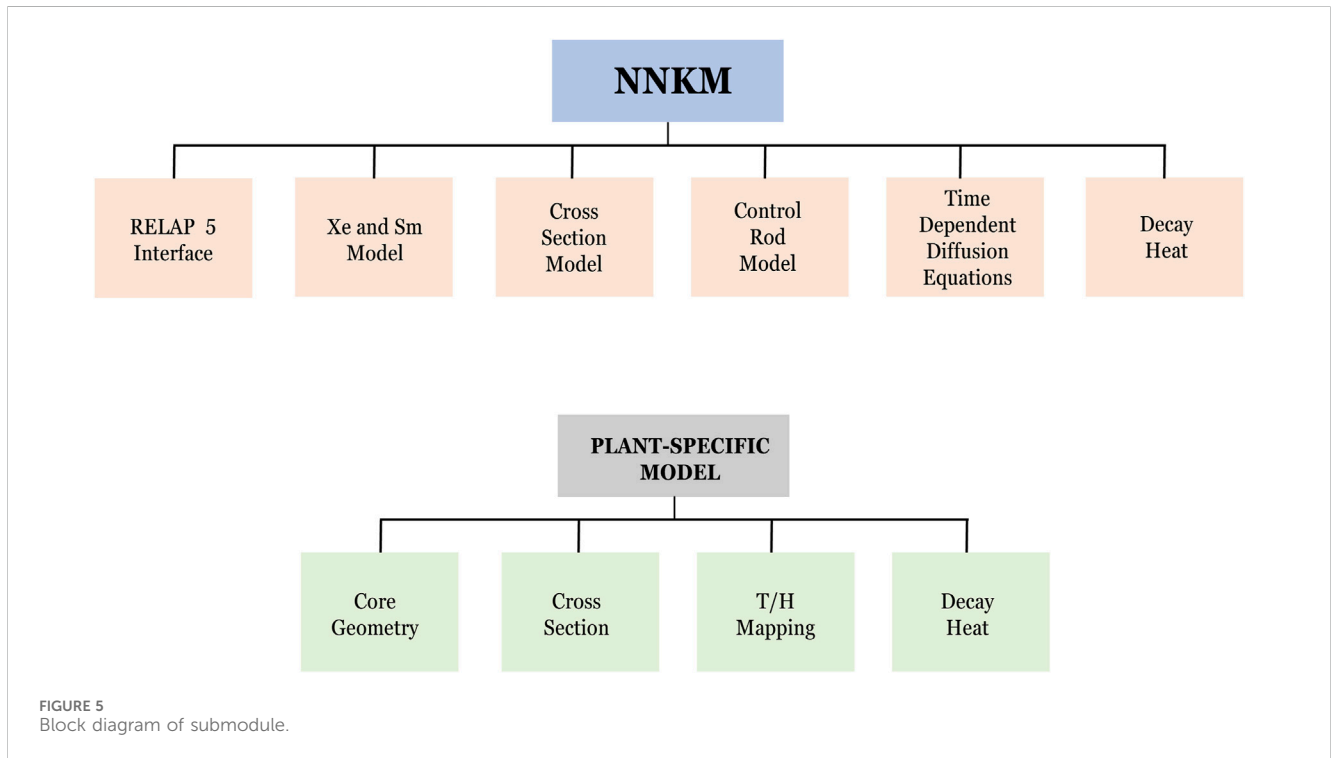 NNKM
RELAP 5
Interface
Xe and Sm
Model
Cross
Section
Model
Control
Rod
Model
Time
Dependent
Diffusion
Equations
Decay
Heat
PLANT-SPECIFIC
MODEL
Core
Geometry
Cross
Section
T/H
Mapping
Decay
Heat
FIGURE 5
Block diagram of submodule.